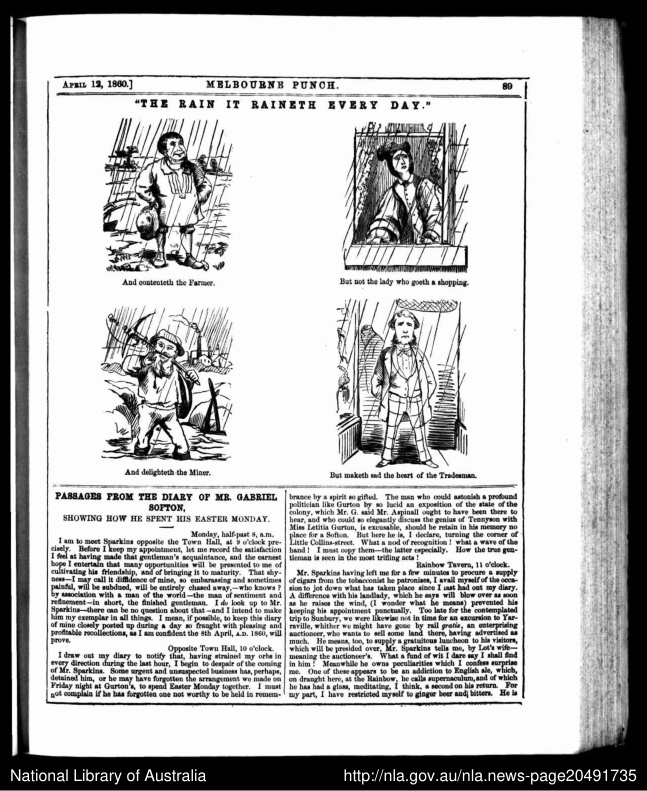 APRIL 12, 1860.] MELBOURNE PUNCH. 89
"THE RAIN IT RAINETH EVERY DAY."
And contenteth the Farmer.
But not the lady who goeth a shopping.
And delighteth the Miner.
But maketh sad the heart of the Tradesman.
PASSAGES FROM THE DIARY OF MR. GABRIEL
SOFTON,
SHOWING HOW HE SPENT HIS EASTER MONDAY.
Monday, half-past 8, a.m.
I am to meet Sparkins opposite the Town Hall, at 9 o'clock pre-
cisely. Before I keep my appointment, let me record the satisfaction
I feel at having made that gentleman's acquaintance, and the earnest
hope I entertain that many opportunities will be presented to me of
cultivating his friendship, and of bringing it to maturity. That shy-
ness—I may call it diffidence of mine, so embarassing and sometimes
painful, will be subdued, will be entirely chased away,—who knows ?
by association with a man of the world—the man of sentiment and
refinement—in short, the finished gentleman. I do look up to Mr.
Sparkins—there can be no question about that—and I intend to make
him my exemplar in all things. I mean, if possible, to keep this diary
of mine closely posted up during a day so fraught with pleasing and
profitable recollections, as I am confident the 8th April, A.D. 1860, will
prove.
Opposite Town Hall, 10 o'clock.
I draw out my diary to notify that, having strained my orbs in
every direction during the last hour, I begin to despair of the coming
of Mr. Sparkins. Some urgent and unsuspected business has, perhaps,
detained him, or he may have forgotten the arrangement we made on
Friday night at Gurton's, to spend Easter Monday together. I must
not complain if he has forgotten one not worthy to be held in remem-
brance by a spirit so gifted. The man who could astonish a profound
politician like Gurton by so lucid an exposition of the state of the
colony, which Mr. G. said Mr. Aspinall ought to have been there to
hear, and who could so elegantly discuss the genius of Tennyson with
Miss Letitia Gurton, is excusable, should he retain in his memory no
place for a Softon. But here he is, I declare, turning the corner of
Little Collins-street. What a nod of recognition ! what a wave of the
hand ! I must copy them—the latter especially. How the true gen-
tleman is seen in the most trifling acts !
Rainbow Tavern, 11 o'clock.
Mr. Sparkins having left me for a few minutes to procure a supply
of cigars from the tobacconist he patronises, I avail myself of the occa-
sion to jot down what has taken place since I last had out my diary.
A difference with his landlady, which he says will blow over as soon
as he raises the wind, (I wonder what he means) prevented his
keeping his appointment punctually. Too late for the contemplated
trip to Sunbury, we were likewise not in time for an excursion to Yar-
raville, whither we might have gone by rail gratis, an enterprising
auctioneer, who wants to sell some land there, having advertised as
much. He means, too, to supply a gratuitous luncheon to his visitors,
which will be presided over, Mr. Sparkins tells me, by Lot's wife—
meaning the auctioneer's. What a fund of wit I dare say I shall find
in him ! Meanwhile he owns peculiarities which I confess surprise
me. One of these appears to be an addiction to English ale, which,
on draught here, at the Rainbow, he calls supernaculum, and of which
he has had a glass, meditating, I think, a second on his return. For
my part, I have restricted myself to ginger beer and bitters. He is
National Library of Australia
http://nla.gov.au/nla.news-page20491735